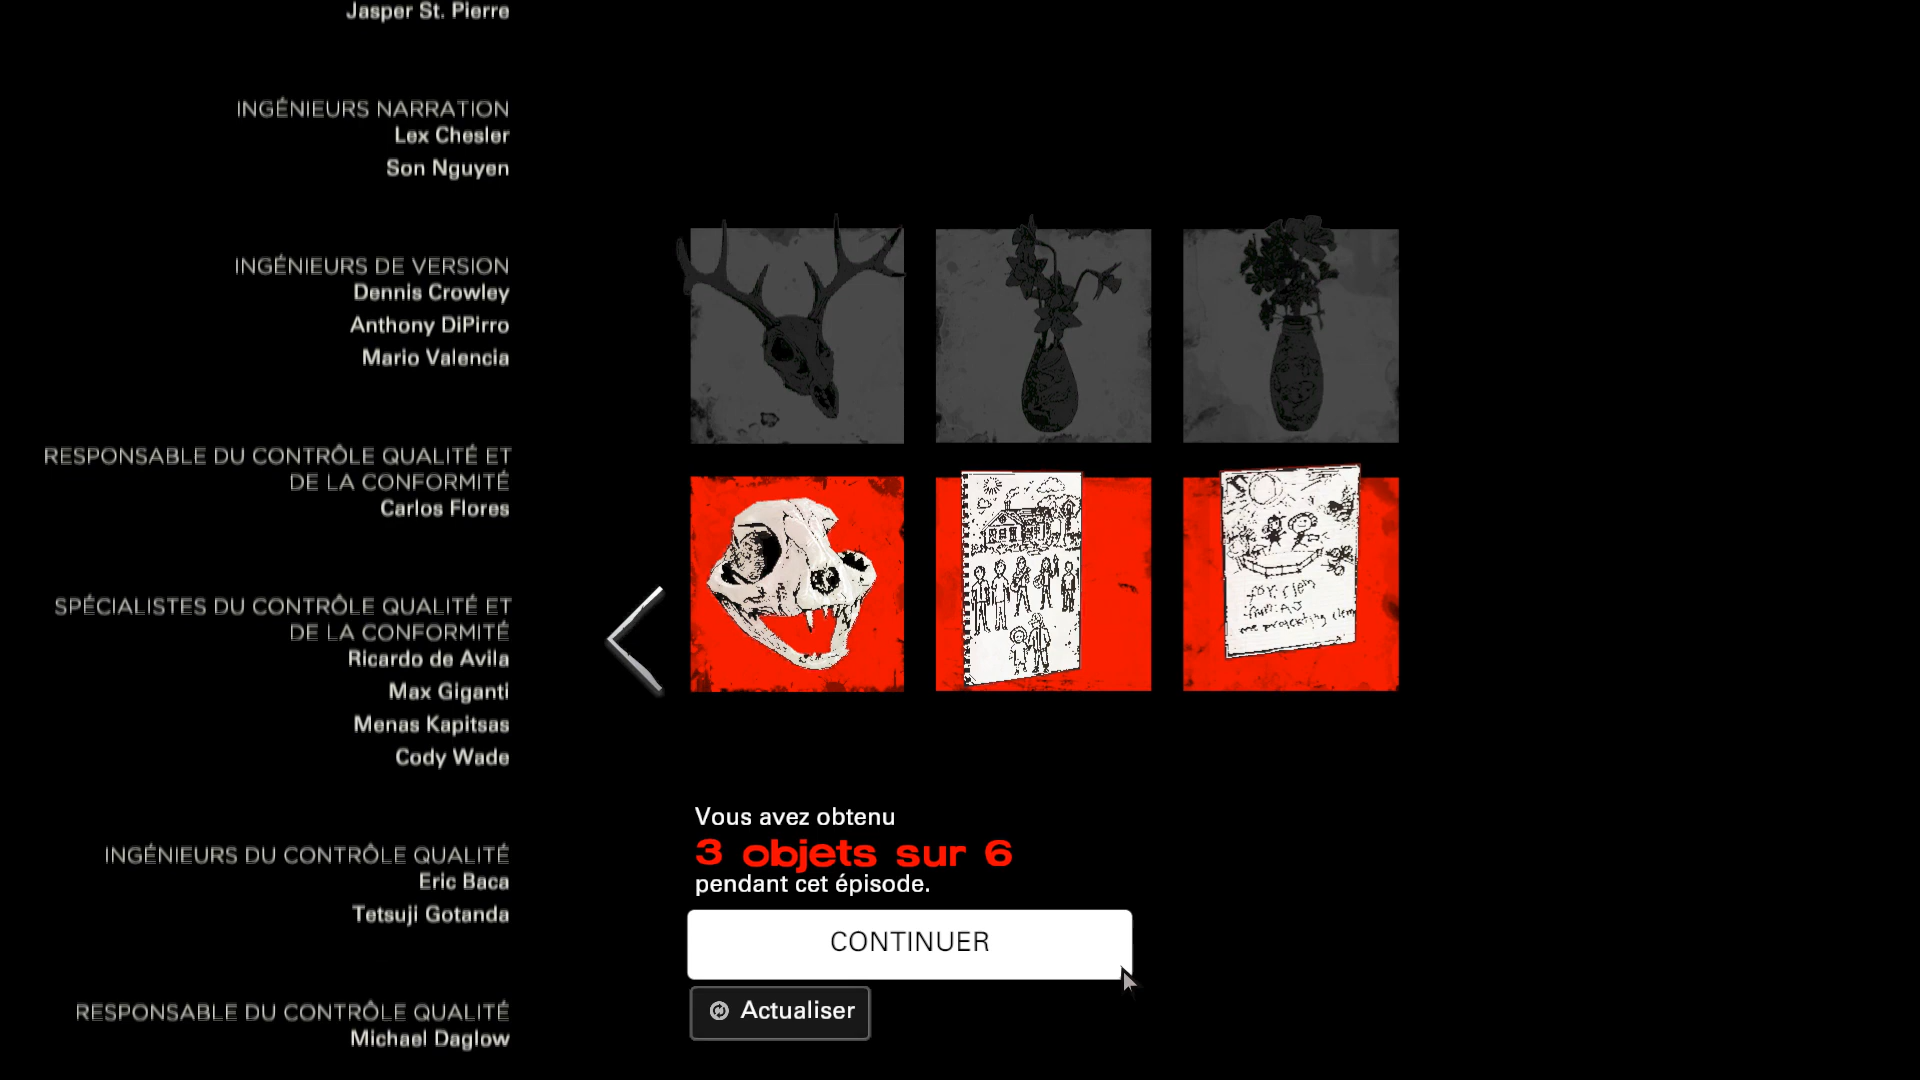 Jasper St. Pierre
INGÉNIEURS NARRATION
Lex Chesler
Son Nguyen
INGÉNIEURS DE VERSION
Dennis Crowley
Anthony DiPirro
Mario Valencia
RESPONSABLE DU CONTRÔLE QUALITÉ ET
DE LA CONFORMITÉ
Carlos Flores
SPÉCIALISTES DU CONTRÔLE QUALITÉ ET
DE LA CONFORMITÉ
Ricardo de Avila
Max Giganti
Menas Kapitsas
Cody Wade
INGÉNIEURS DU CONTRÔLE QUALITÉ
Eric Baca
Tetsuji Gotanda
RESPONSABLE DU CONTRÔLE QUALITÉ
Michael Daglow
Vous avez obtenu
3 objets sur 6
pendant cet épisode.
CONTINUER
Actualiser